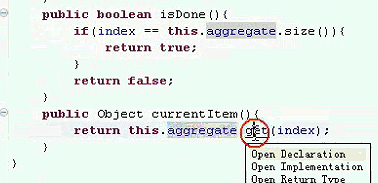 public boolean isDone(){
if(index == this.aggregate.size()){
return true;
}
return false;
}
public Object currentItem(){
return this.aggregate.get(index);
}
}
Open Declaration
Open Implementation
Open Return Type